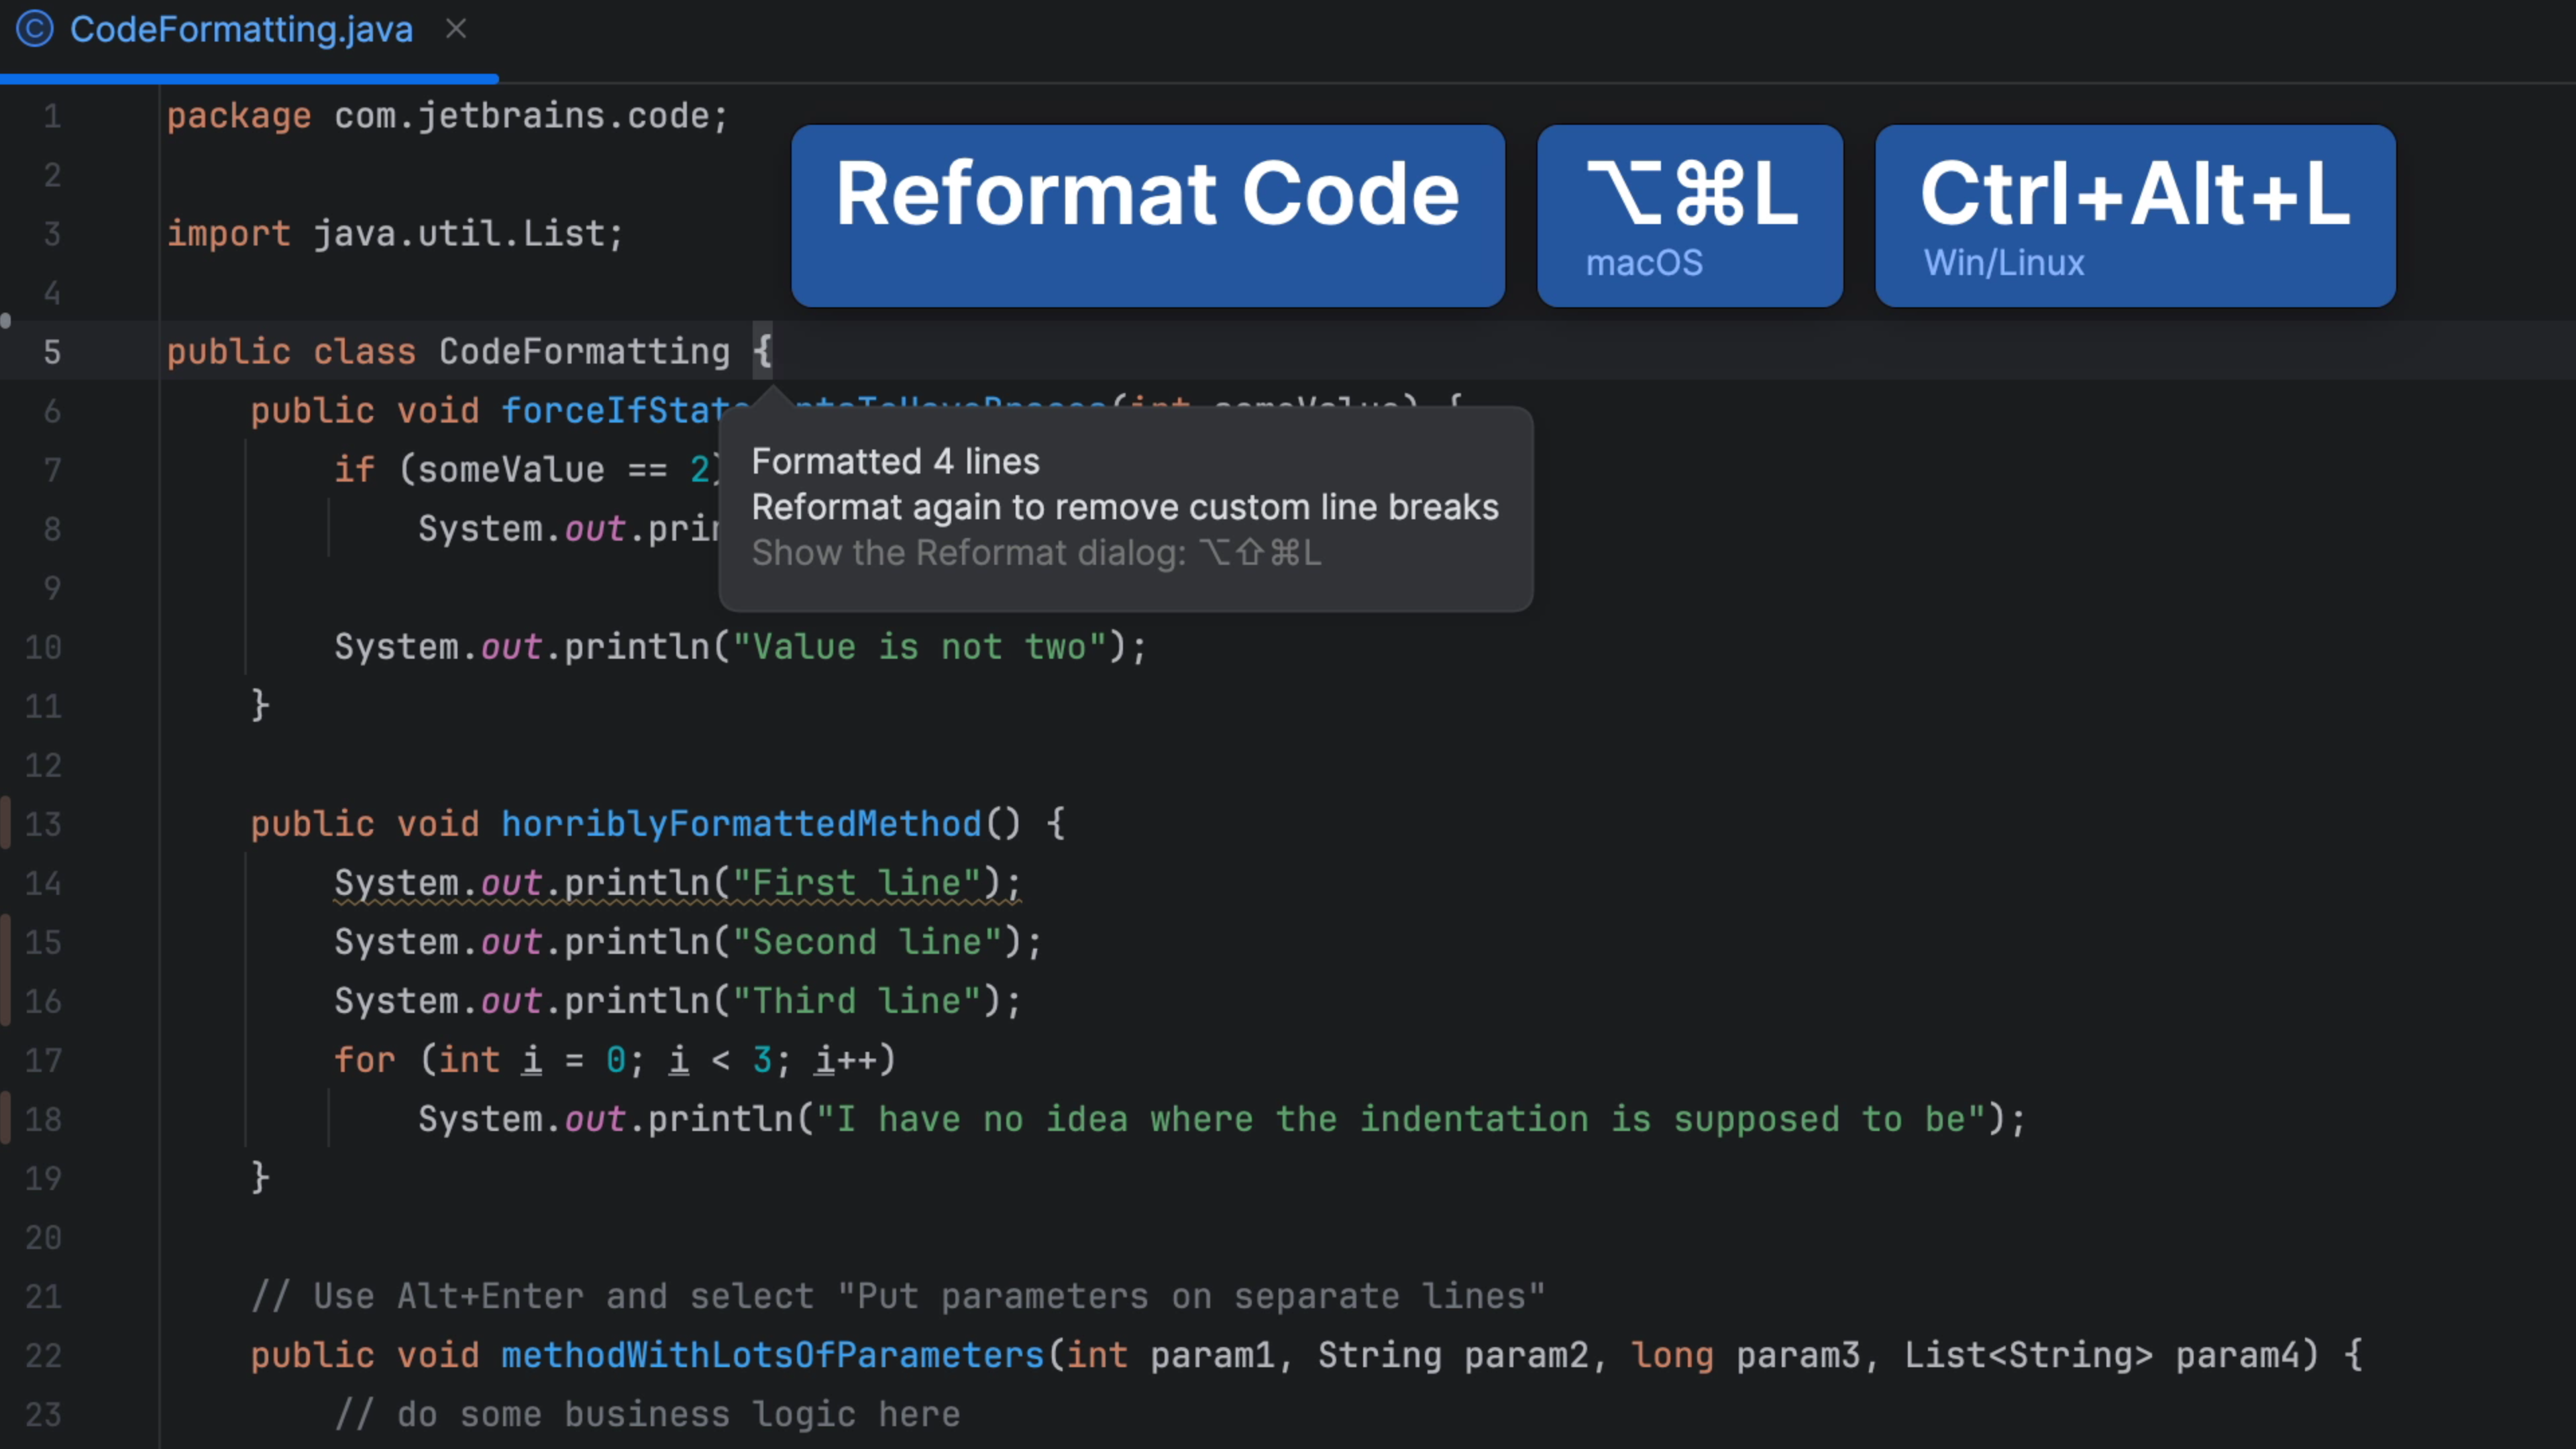 CodeFormatting.java
1 package com.jetbrains.code;
2
3 import java.util.List;
4
Reformat Code
⌥⌘L
macOS
Ctrl+Alt+L
Win/Linux
5 public class CodeFormatting {
6 public void (int someValue) {
7 if (someValue == 2)
8 System.out.
9
Formatted 4 lines
Reformat again to remove custom line breaks
Show the Reformat dialog: ⌥⇧⌘L
10 System.out.println("Value is not two");
11 }
12
13 public void horriblyFormattedMethod() {
14 System.out.println("First line");
15 System.out.println("Second line");
16 System.out.println("Third line");
17 for (int i = 0; i < 3; i++)
18 System.out.println("I have no idea where the indentation is supposed to be");
19 }
20
21 // Use Alt+Enter and select "Put parameters on separate lines"
22 public void methodWithLotsOfParameters(int param1, String param2, long param3, List<String> param4) {
23 // do some business logic here